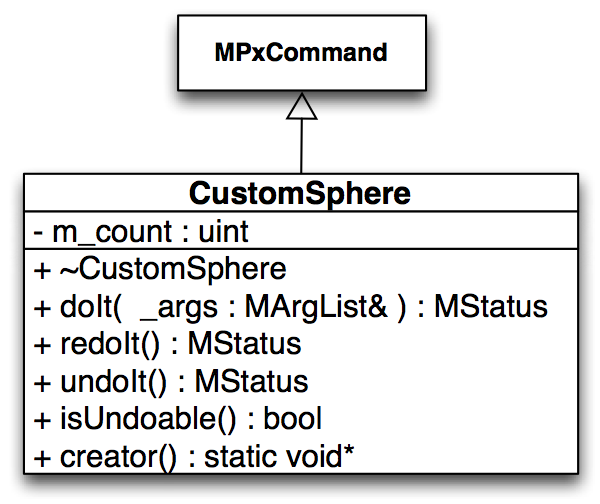 MPxCommand
CustomSphere
- m_count : uint
+ ~CustomSphere
+ doIt( _args : MArgList& ) : MStatus
+ redoIt() : MStatus
+ undoIt() : MStatus
+ isUndoable() : bool
+ creator() : static void*